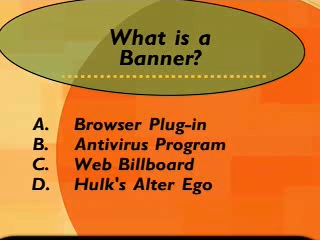 What is a
Banner?
A. Browser Plug-in
B. Antivirus Program
C. Web Billboard
D. Hulk's Alter Ego